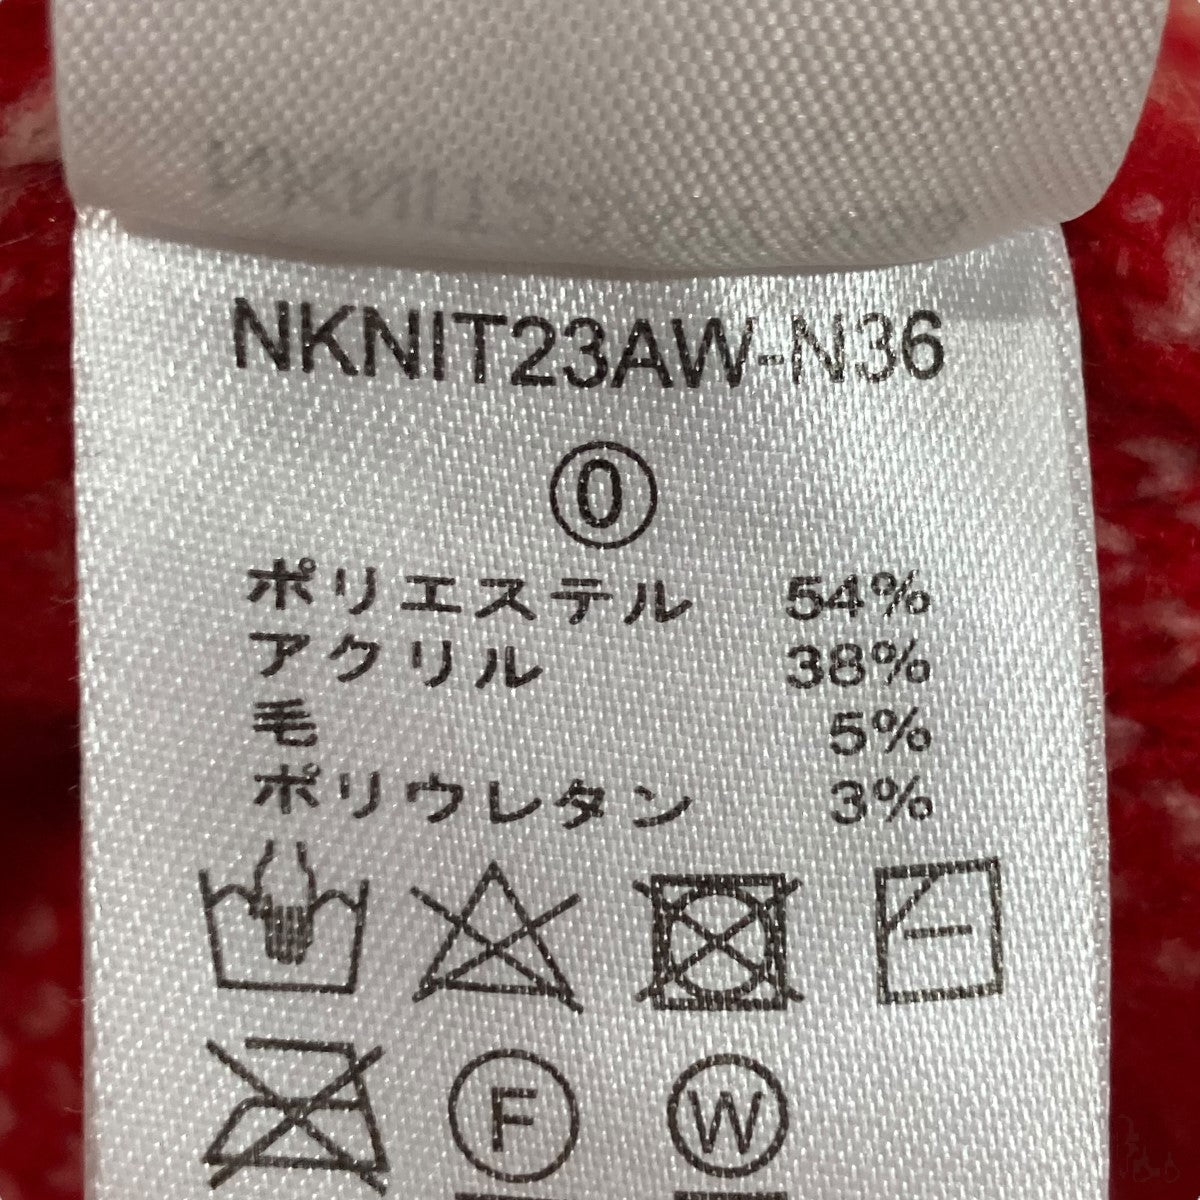 NKNIT23AW-N36
0
ポリエステル 54%
アクリル 38%
毛 5%
ポリウレタン 3%
F W